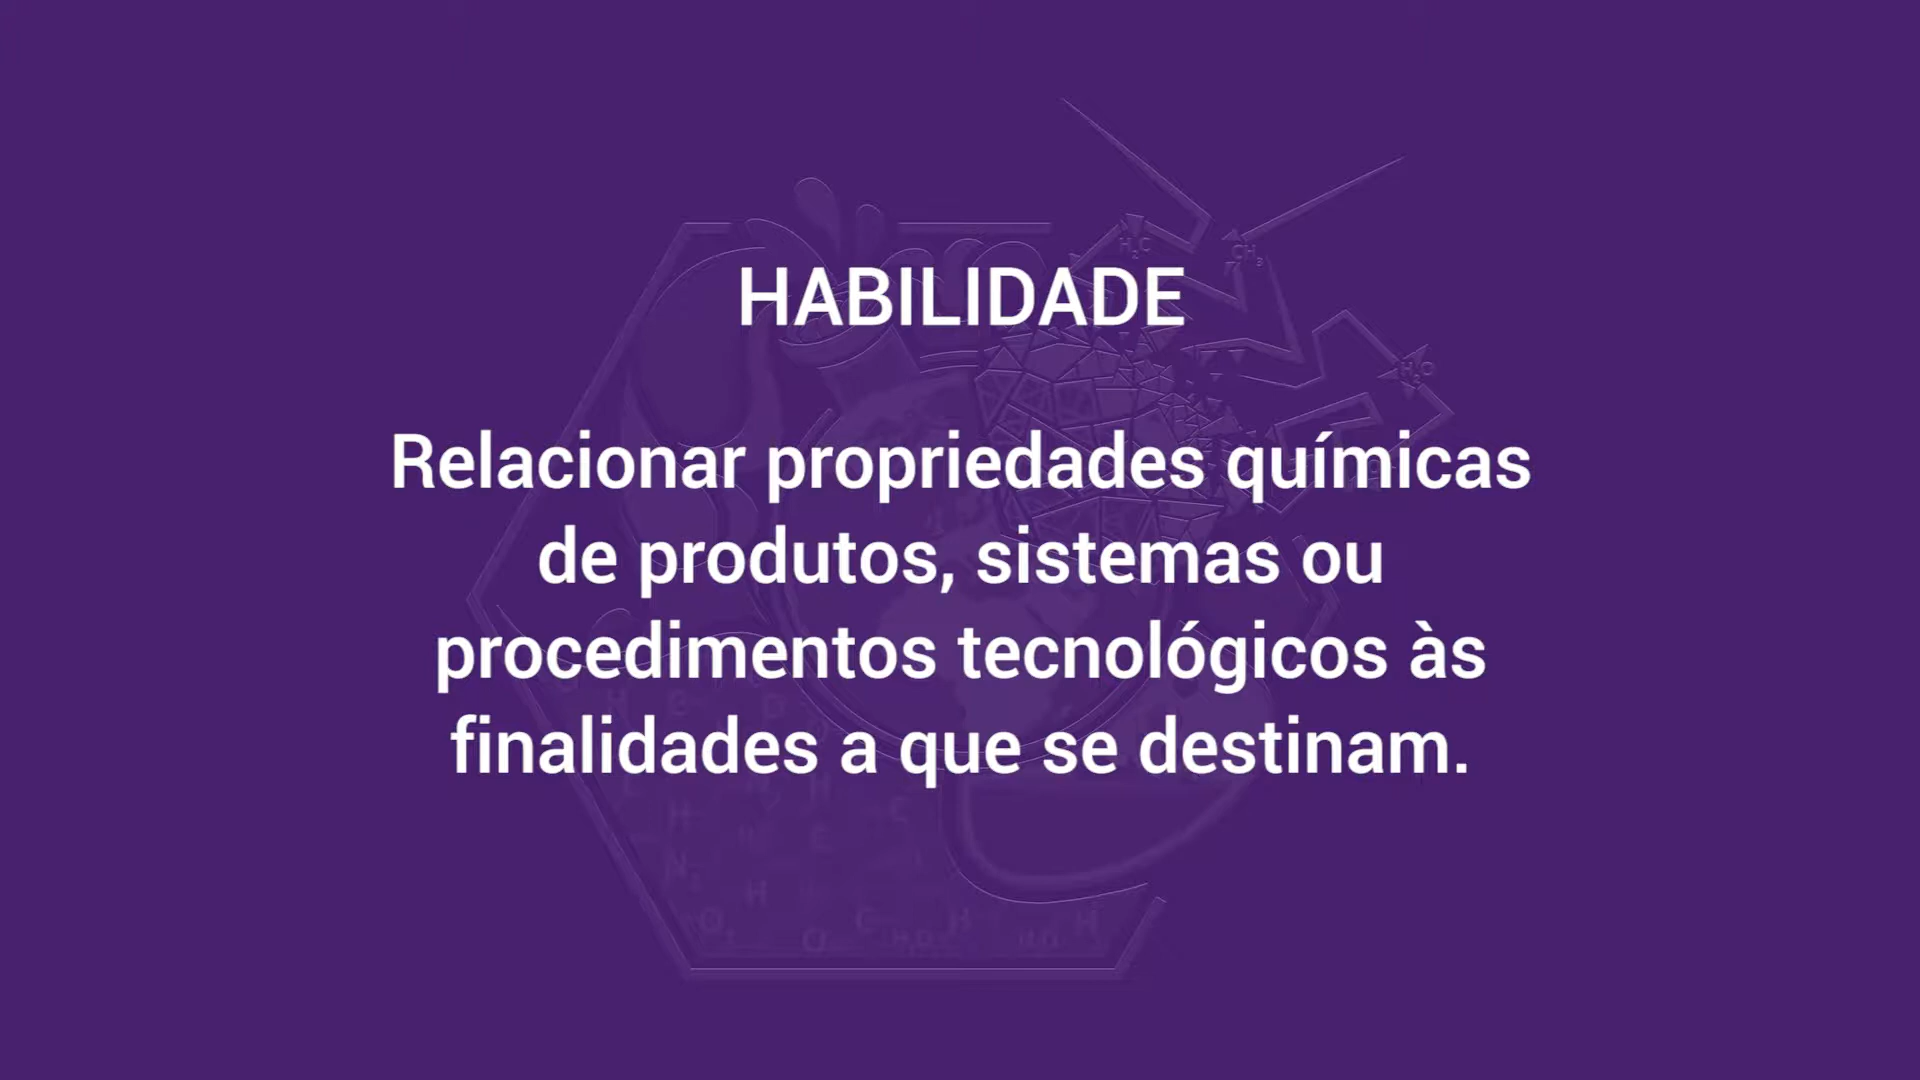 HABILIDADE
Relacionar propriedades químicas
de produtos, sistemas ou
procedimentos tecnológicos às
finalidades a que se destinam.